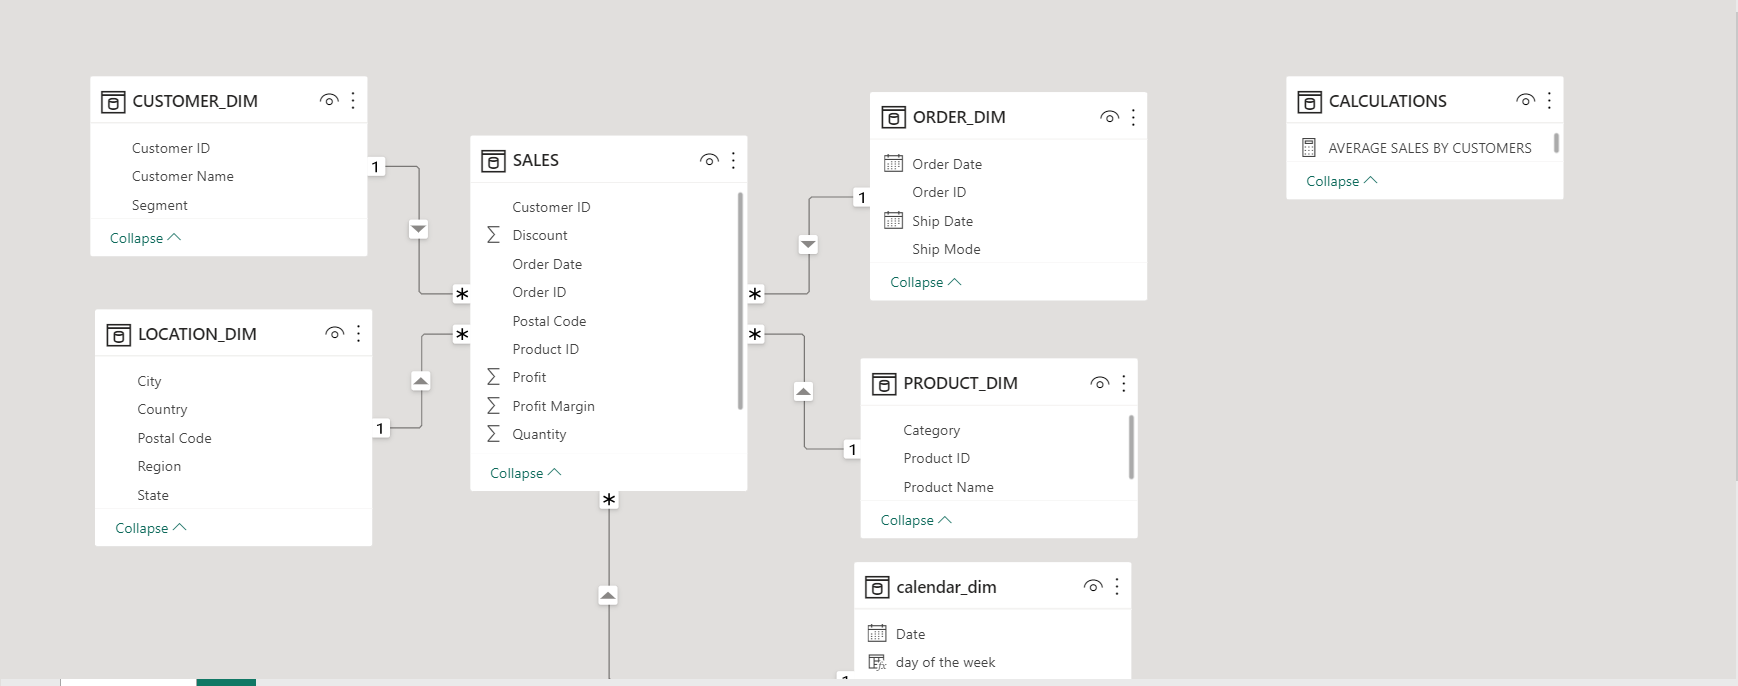 CUSTOMER_DIM
Customer ID
Customer Name
Segment
Collapse
1
*
LOCATION_DIM
City
Country
Postal Code
Region
State
Collapse
1
*
SALES
Customer ID
Discount
Order Date
Order ID
Postal Code
Product ID
Profit
Profit Margin
Quantity
Collapse
*
ORDER_DIM
Order Date
Order ID
Ship Date
Ship Mode
Collapse
1
*
PRODUCT_DIM
Category
Product ID
Product Name
Collapse
1
*
calendar_dim
Date
day of the week
1
CALCULATIONS
AVERAGE SALES BY CUSTOMERS
Collapse